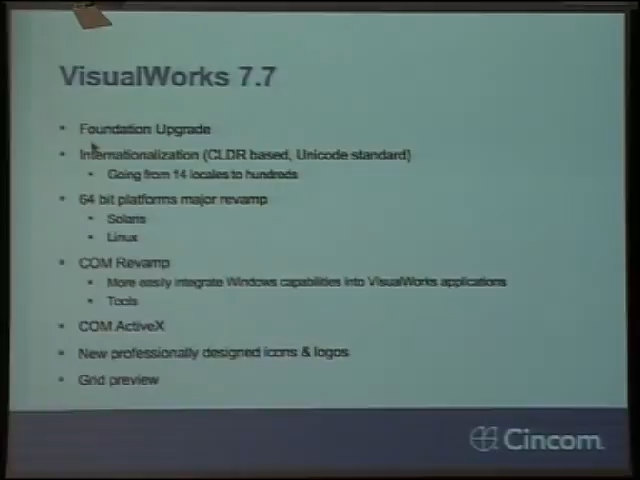 VisualWorks 7.7
• Foundation Upgrade
• Internationalization (CLDR based, Unicode standard)
• Going from 14 locales to hundreds
• 64 bit platforms major revamp
• Solaris
• Linux
• COM Revamp
• More easily integrate Windows capabilities into VisualWorks applications
• Tools
• COM ActiveX
• New professionally designed icons & logos
• Grid preview
Cincom